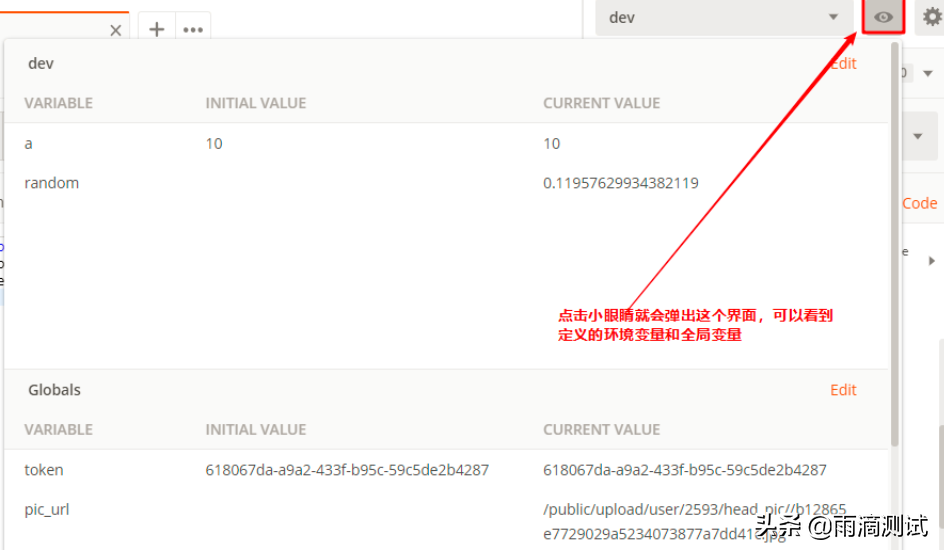 dev
dev
Edit
VARIABLE INITIAL VALUE CURRENT VALUE
a 10 10
random 0.11957629934382119
Code
点击小眼睛就会弹出这个界面，可以看到
定义的环境变量和全局变量
Globals Edit
VARIABLE INITIAL VALUE CURRENT VALUE
token 618067da-a9a2-433f-b95c-59c5de2b4287 618067da-a9a2-433f-b95c-59c5de2b4287
pic_url /public/upload/user/2593/head_pic//b12865
头条 @雨滴测试